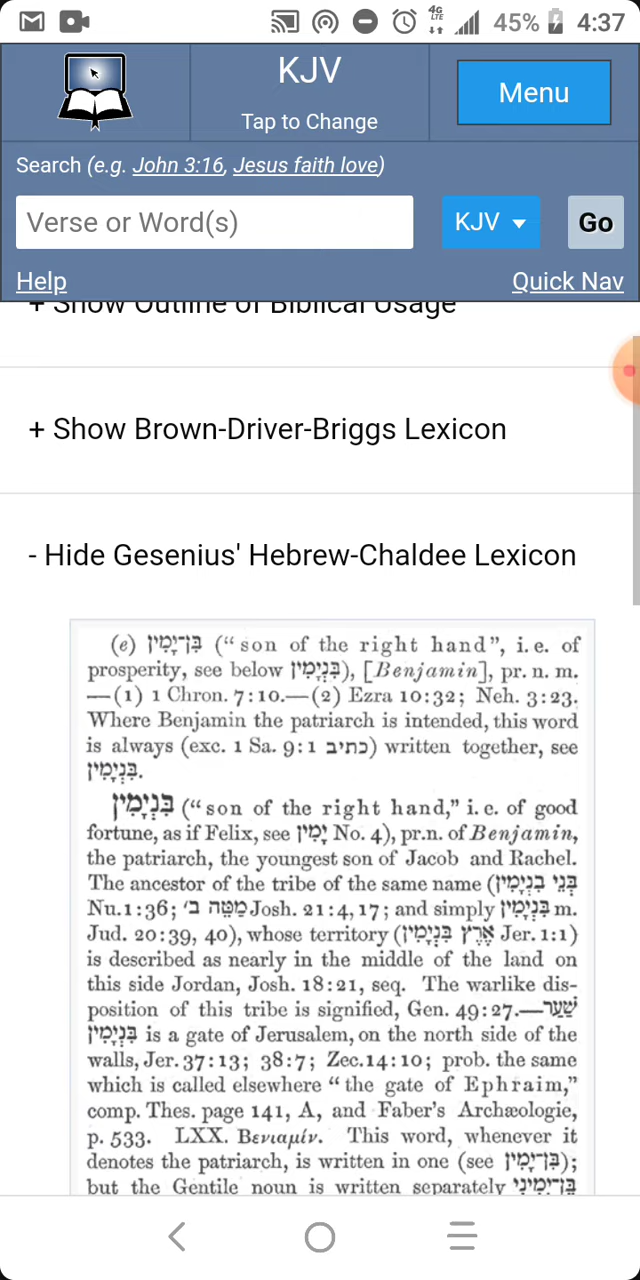 4G
LTE
45% 4:37
KJV
Tap to Change
Menu
Search (e.g. John 3:16, Jesus faith love)
Verse or Word(s)
KJV
Go
Help
Quick Nav
+ Show Outline of Biblical Usage
+ Show Brown-Driver-Briggs Lexicon
- Hide Gesenius' Hebrew-Chaldee Lexicon
(e) בִּן־יָמִין (“son of the right hand”, i.e. of
prosperity, see below בִּנְיָמִין), [Benjamin], pr. n. m.
—(1) 1 Chron. 7:10.—(2) Ezra 10:32; Neh. 3:23.
Where Benjamin the patriarch is intended, this word
is always (exc. 1 Sa. 9:1 כתיב) written together, see
בִּנְיָמִין.
בִּנְיָמִין (“son of the right hand,” i. e. of good
fortune, as if Felix, see יָמִין No. 4), pr.n. of Benjamin,
the patriarch, the youngest son of Jacob and Rachel.
The ancestor of the tribe of the same name (בְּנֵי בִנְיָמִין
Nu.1:36; מַטֵּה ב׳ Josh. 21:4, 17; and simply בִּנְיָמִין m.
Jud. 20:39, 40), whose territory (אֶרֶץ בִּנְיָמִין Jer. 1:1)
is described as nearly in the middle of the land on
this side Jordan, Josh. 18:21, seq. The warlike dis-
position of this tribe is signified, Gen. 49:27.—שַׁעַר
בִּנְיָמִין is a gate of Jerusalem, on the north side of the
walls, Jer. 37:13; 38:7; Zec.14:10; prob. the same
which is called elsewhere “the gate of Ephraim,”
comp. Thes. page 141, A, and Faber's Archæologie,
p. 533. LXX. Βενιαμίν. This word, whenever it
denotes the patriarch, is written in one (see בִּן־יָמִין);
but the Gentile noun is written separately בֶּן־יְמִינִי